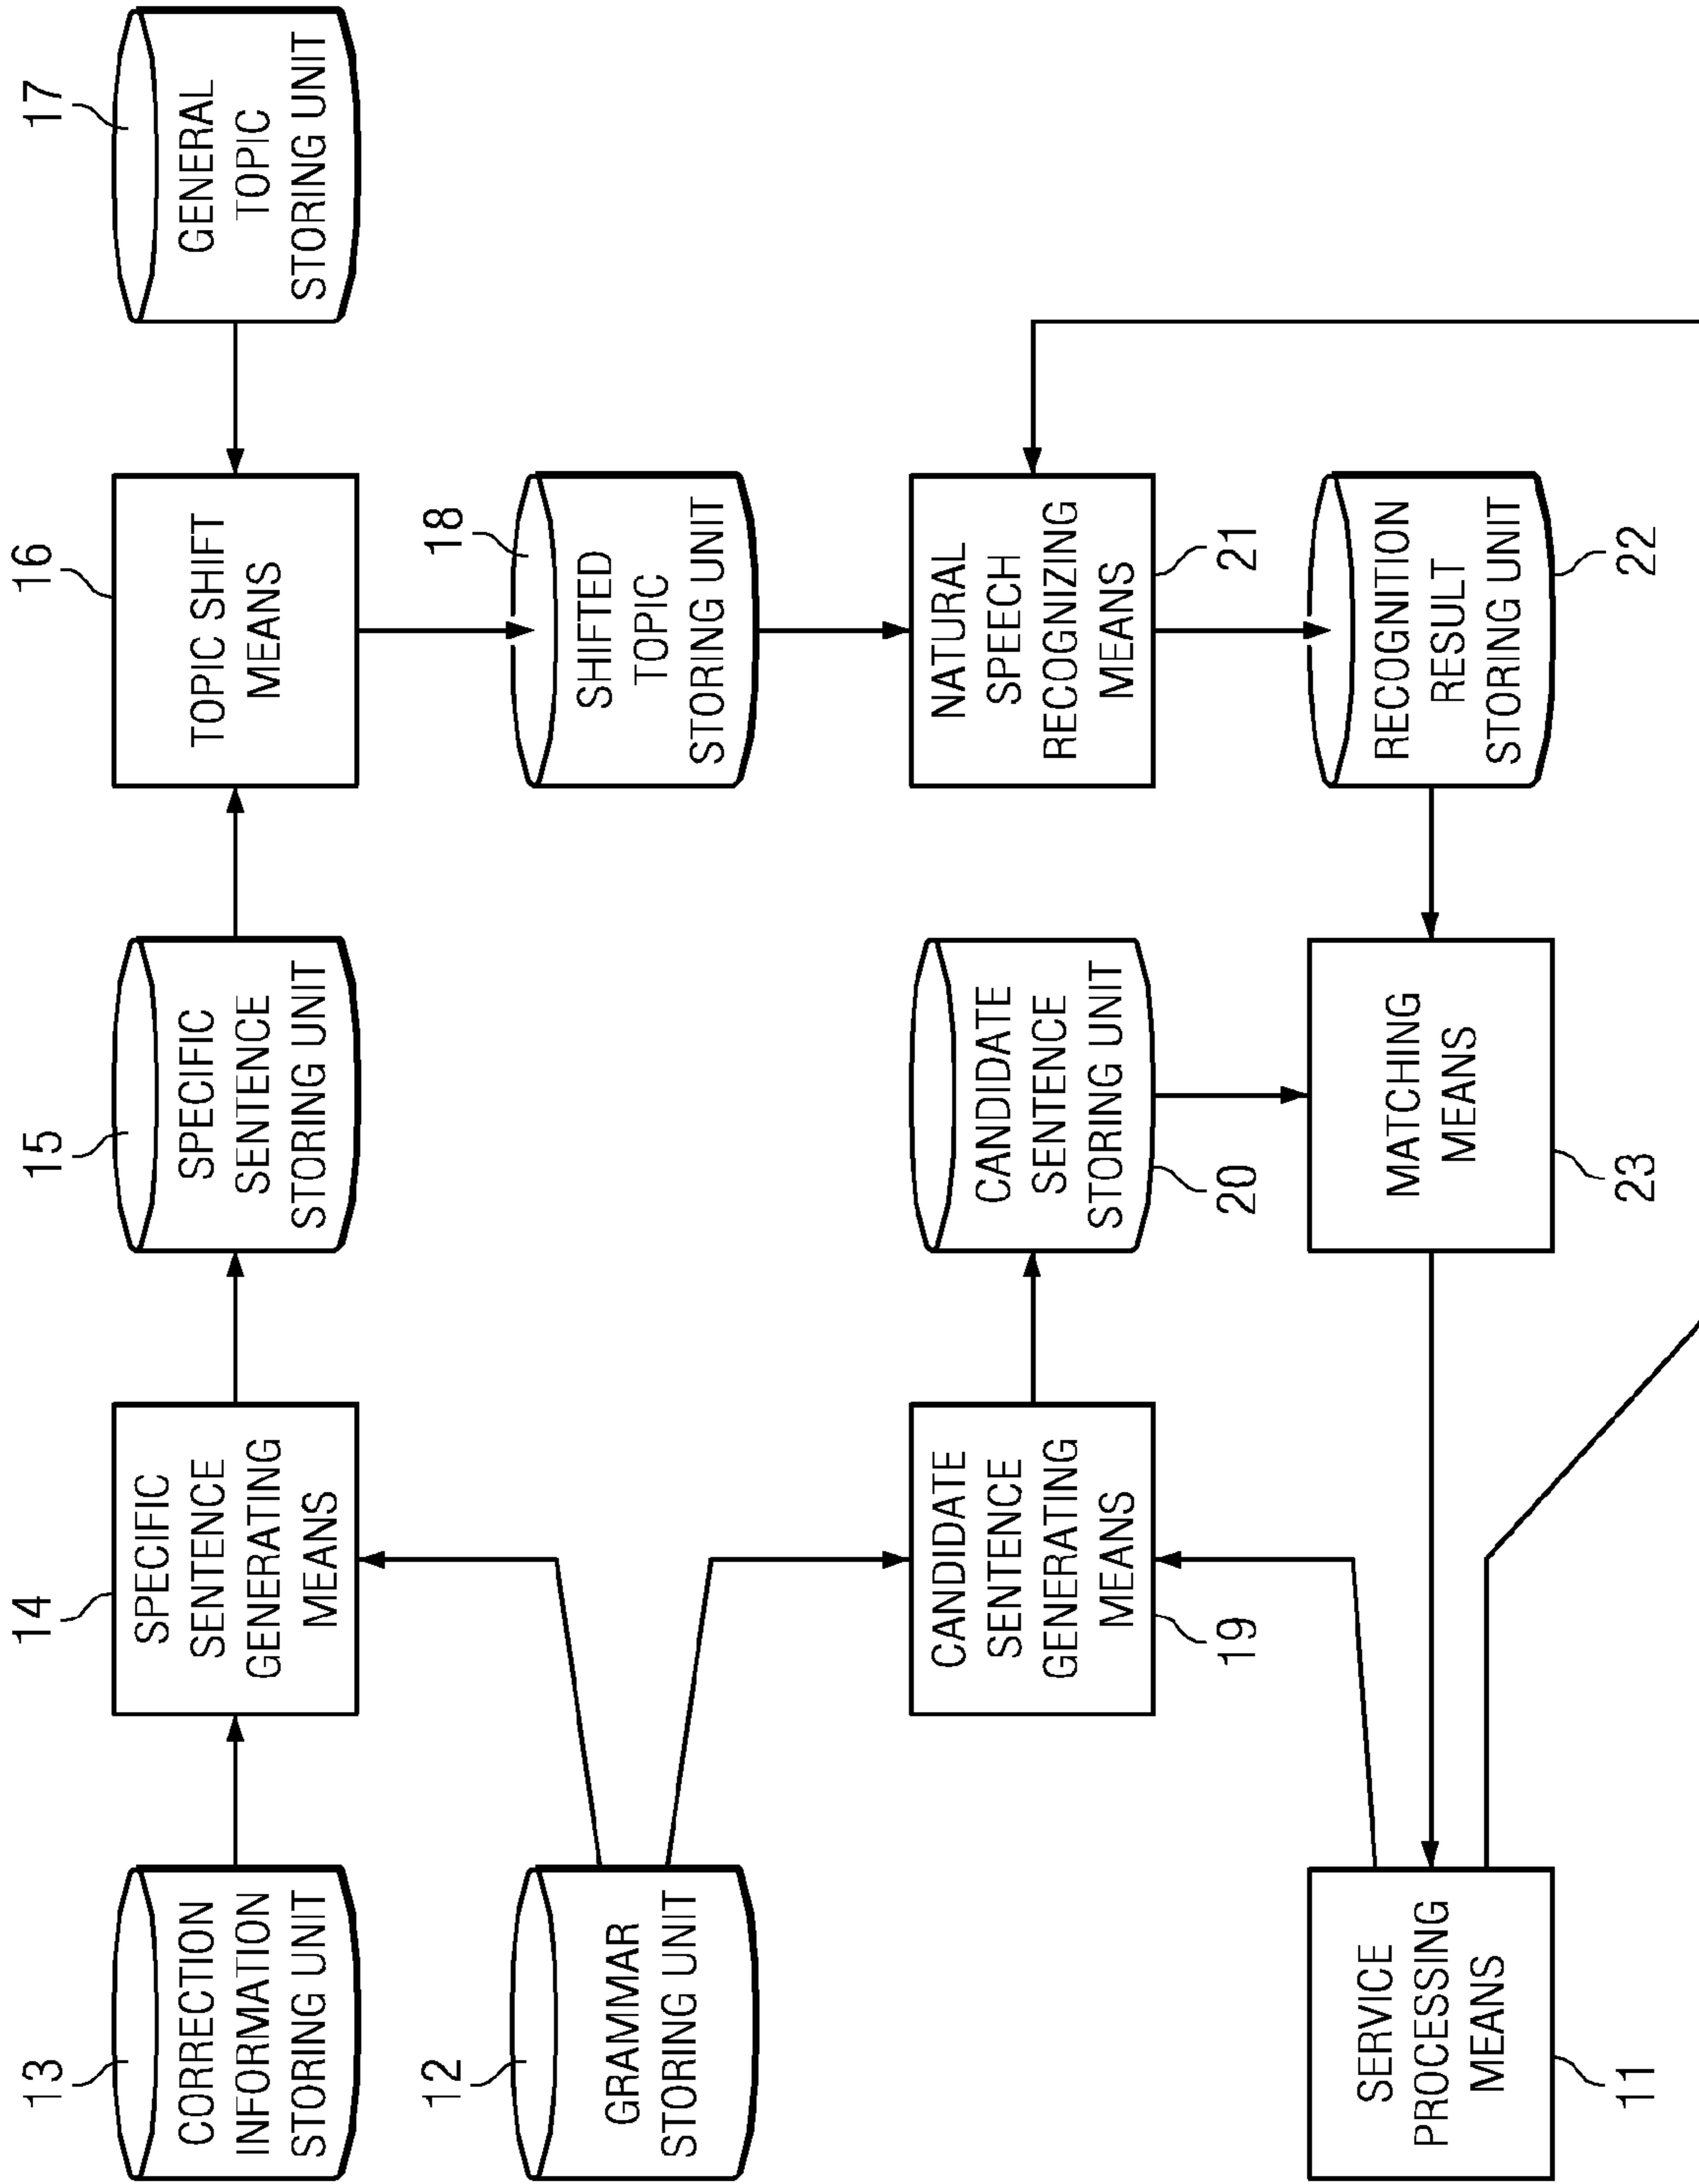 13
CORRECTION
INFORMATION
STORING UNIT
14
SPECIFIC
SENTENCE
GENERATING
MEANS
15
SPECIFIC
SENTENCE
STORING UNIT
16
TOPIC SHIFT
MEANS
17
GENERAL
TOPIC
STORING UNIT
12
GRAMMAR
STORING UNIT
18
SHIFTED
TOPIC
STORING UNIT
CANDIDATE
SENTENCE
GENERATING
MEANS
19
CANDIDATE
SENTENCE
STORING UNIT
20
NATURAL
SPEECH
RECOGNIZING
MEANS
21
SERVICE
PROCESSING
MEANS
11
MATCHING
MEANS
23
RECOGNITION
RESULT
STORING UNIT
22